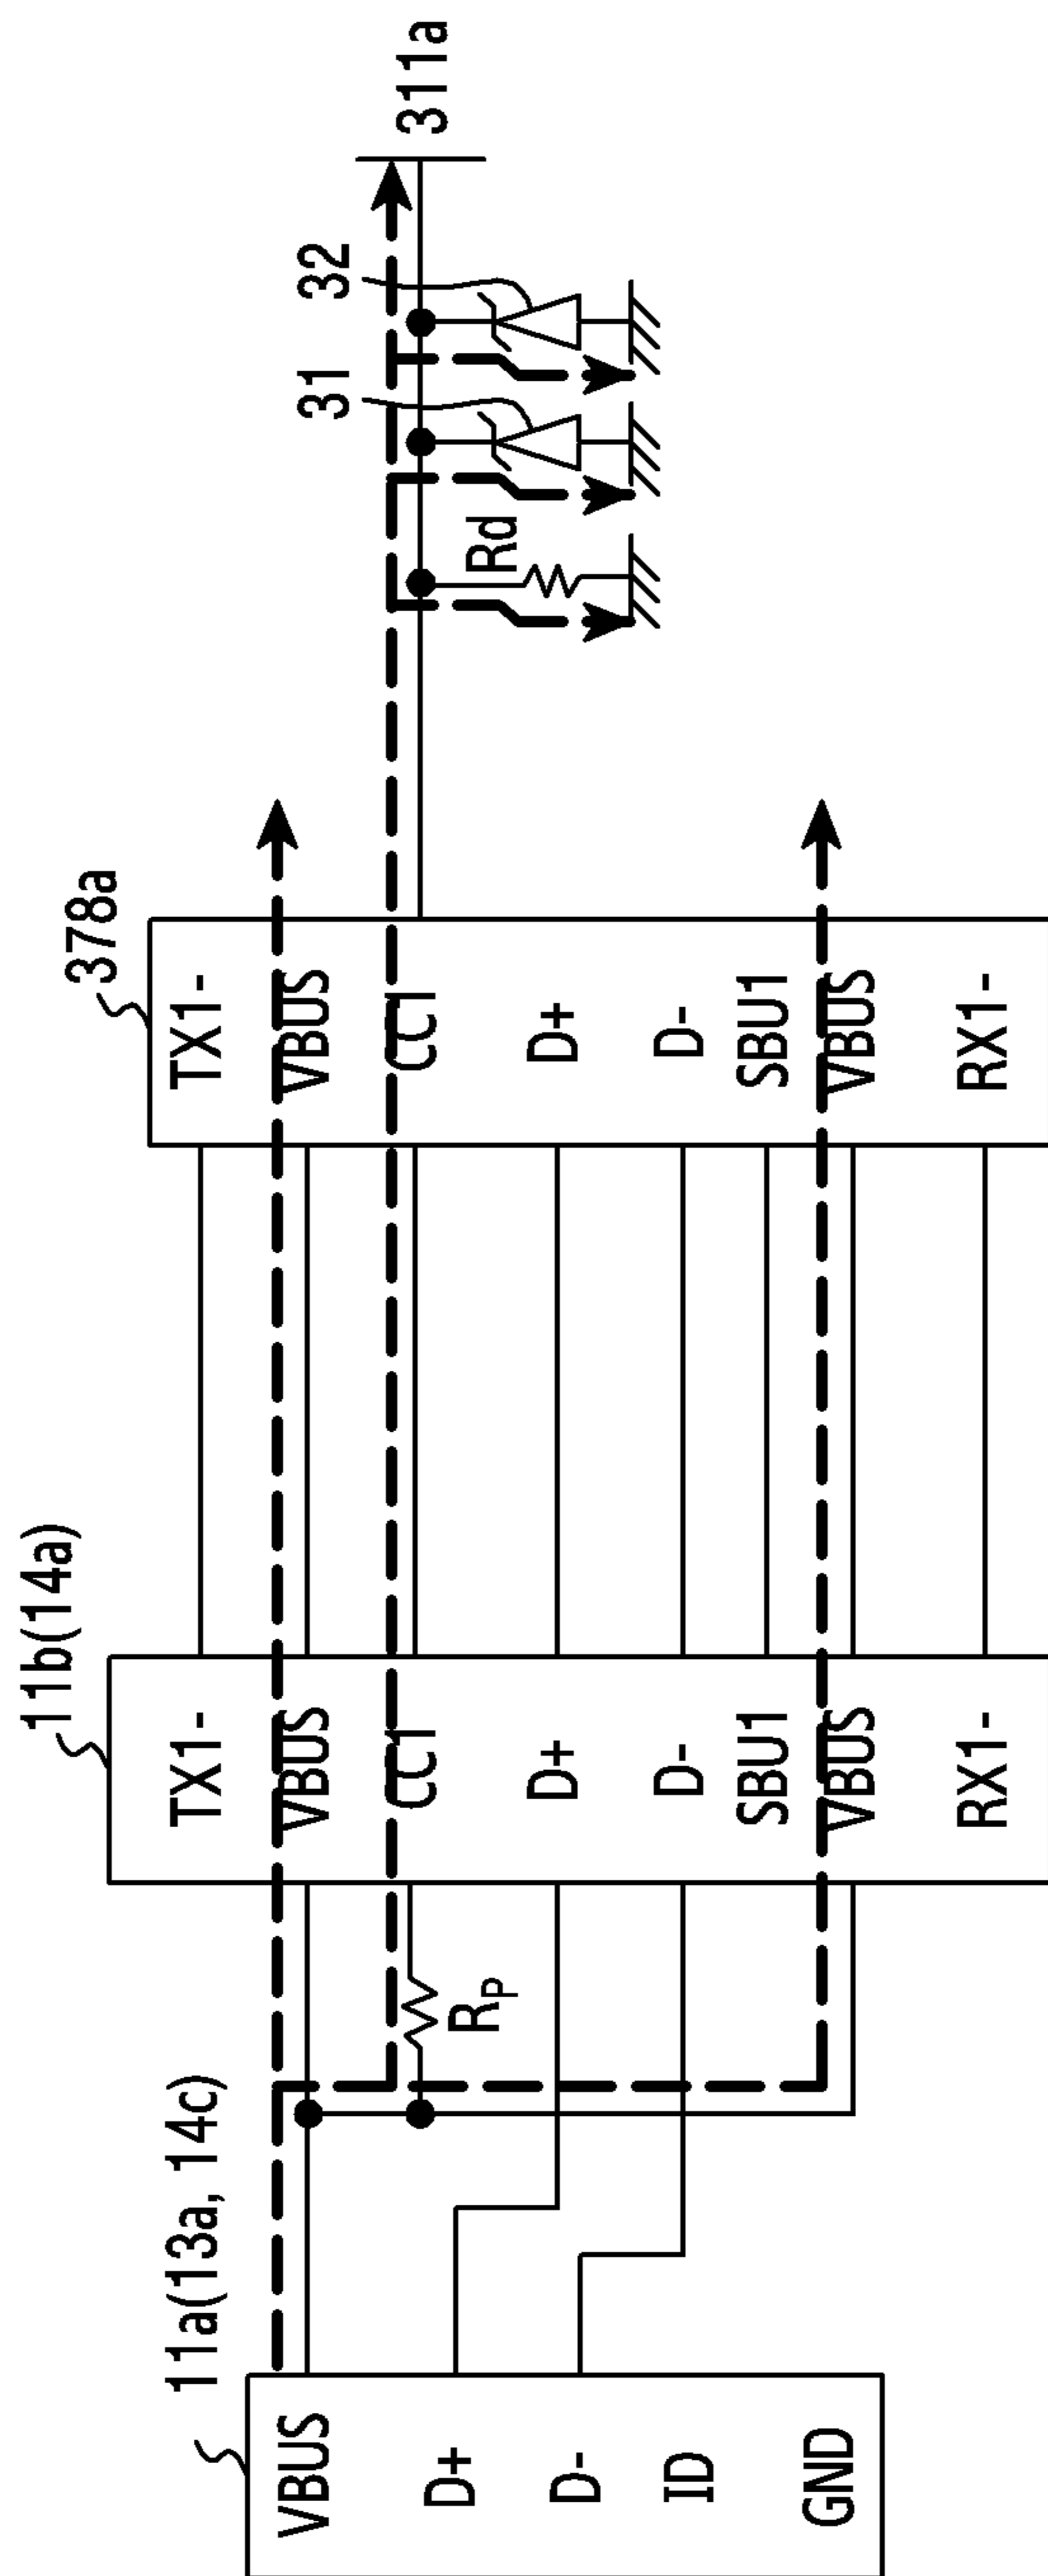 11a(13a, 14c)
VBUS
D+
D-
ID
GND
RP
11b(14a)
TX1-
VBUS
CC1
D+
D-
SBU1
VBUS
RX1-
378a
TX1-
VBUS
CC1
D+
D-
SBU1
VBUS
RX1-
Rd
31
32
311a